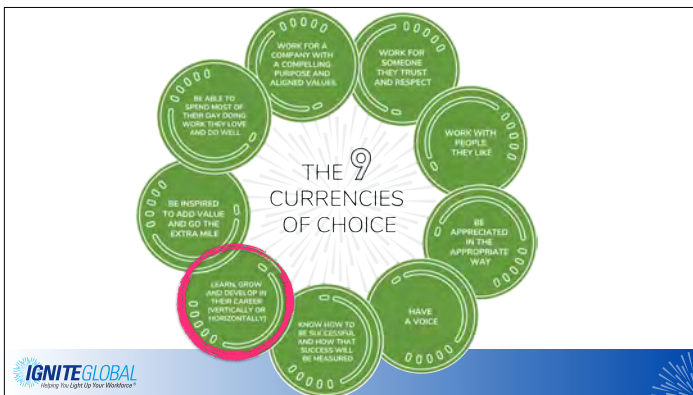 WORK FOR A
COMPANY WITH
A COMPELLING
PURPOSE AND
ALIGNED VALUES
WORK FOR
SOMEONE
THEY TRUST
AND RESPECT
BE ABLE TO
SPEND MOST OF
THEIR DAY DOING
WORK THEY LOVE
AND DO WELL
WORK WITH
PEOPLE
THEY LIKE
THE 9
CURRENCIES
OF CHOICE
BE INSPIRED
TO ADD VALUE
AND GO THE
EXTRA MILE
BE
APPRECIATED
IN THE
APPROPRIATE
WAY
LEARN, GROW
AND DEVELOP IN
THEIR CAREER
(VERTICALLY OR
HORIZONTALLY)
HAVE
A VOICE
KNOW HOW TO
BE SUCCESSFUL
AND HOW THAT
SUCCESS WILL
BE MEASURED
IGNITEGLOBAL
Helping You Light Up Your Workforce®